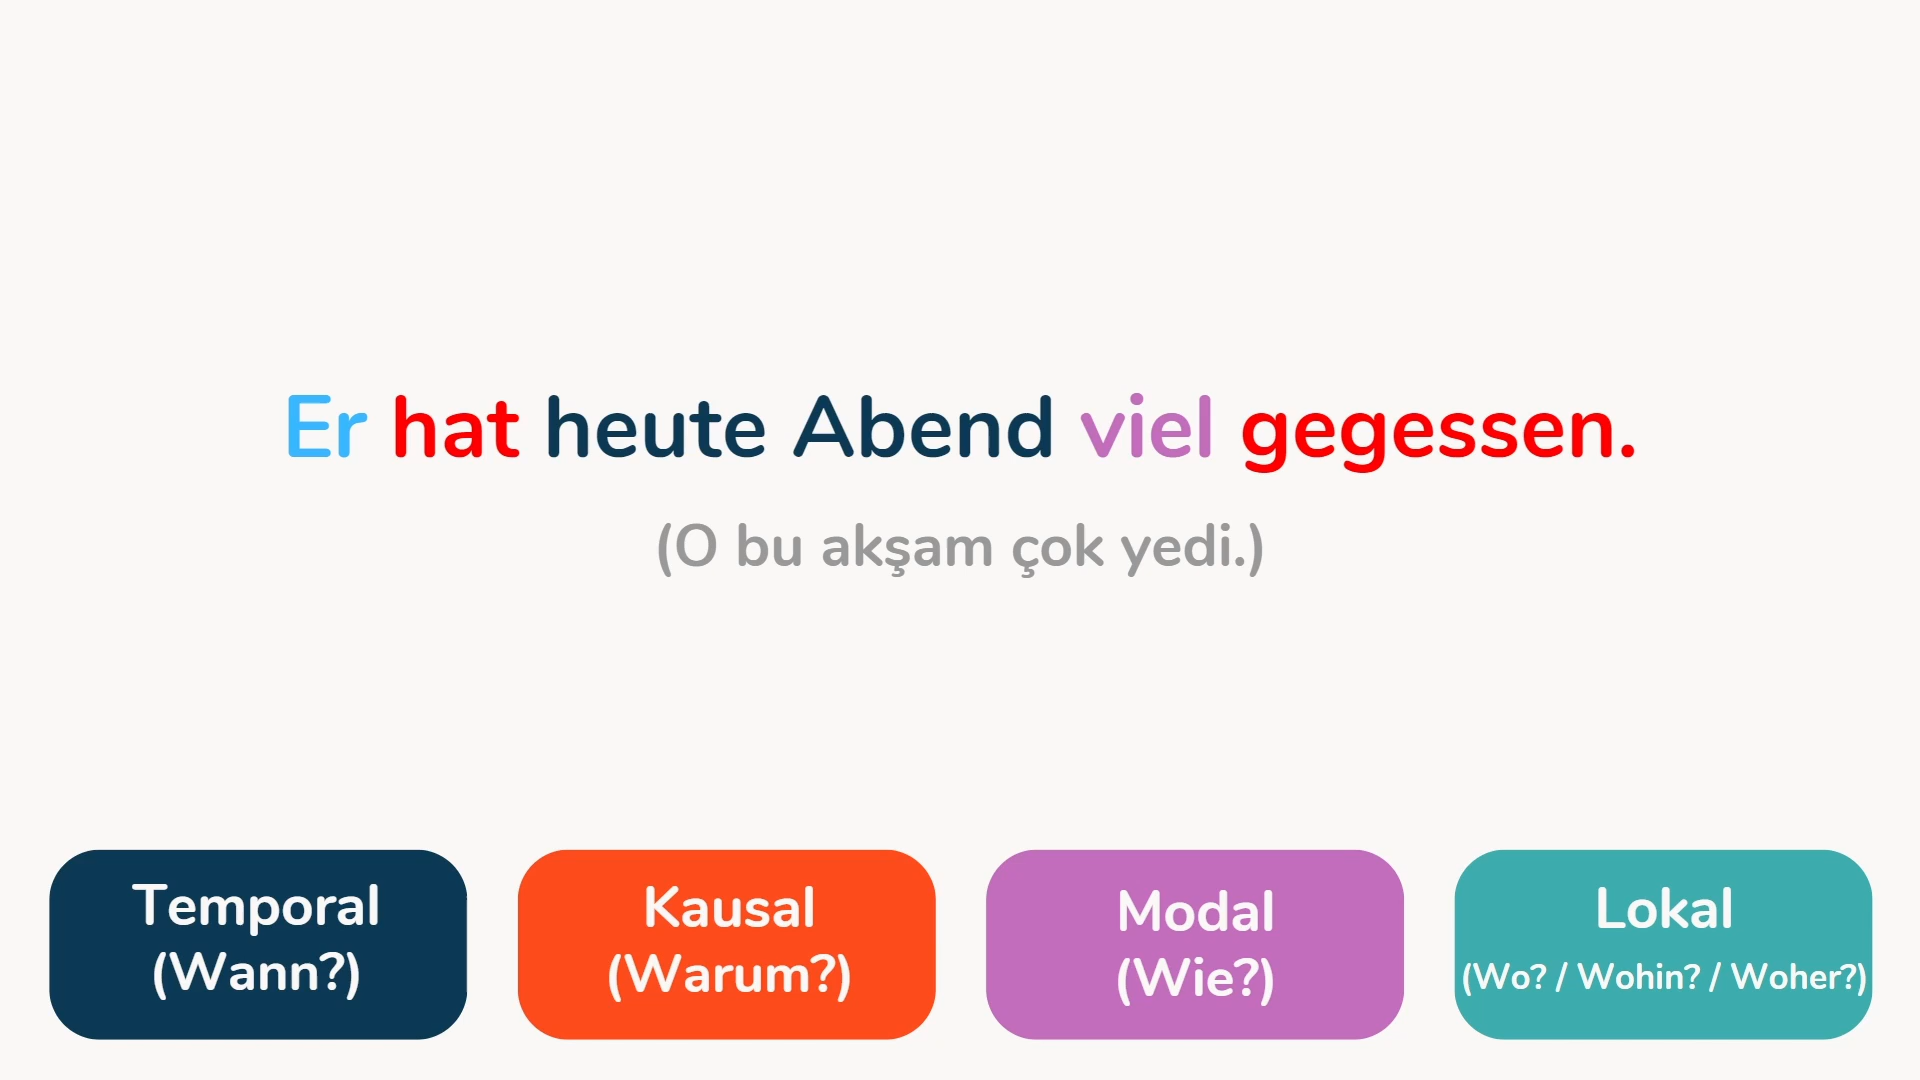 Er hat heute Abend viel gegessen.
(O bu akşam çok yedi.)
Temporal
(Wann?)
Kausal
(Warum?)
Modal
(Wie?)
Lokal
(Wo? / Wohin? / Woher?)